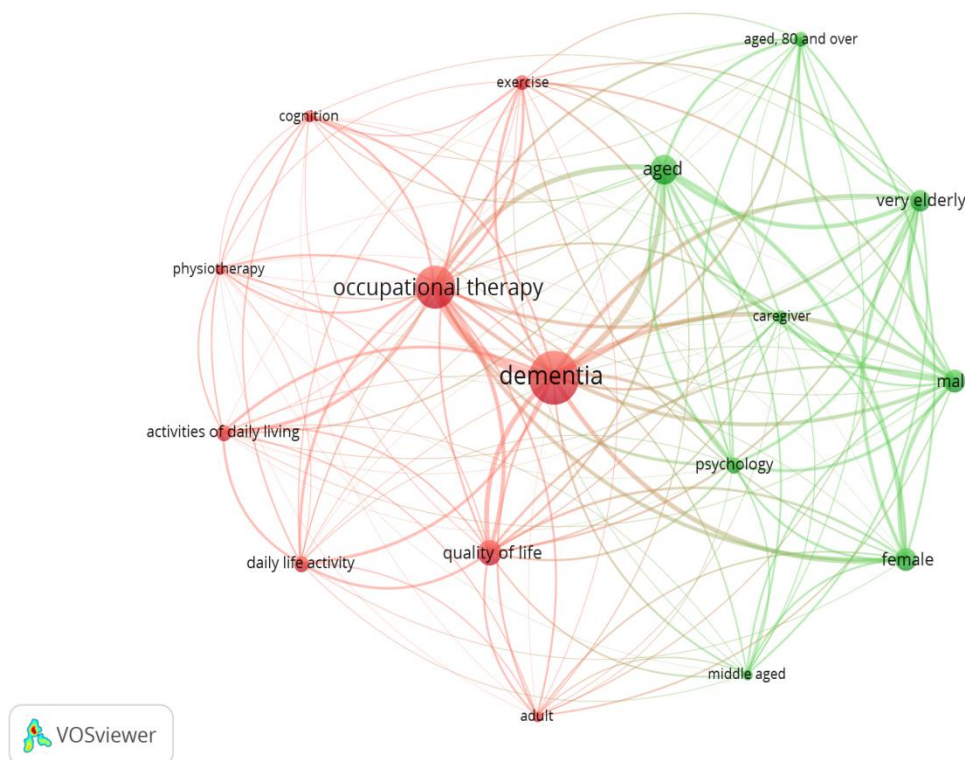 aged, 80 and over
exercise
cognition
aged
very elderly
physiotherapy
occupational therapy
caregiver
dementia
mal
activities of daily living
psychology
quality of life
daily life activity
female
middle aged
adult
VOSviewer